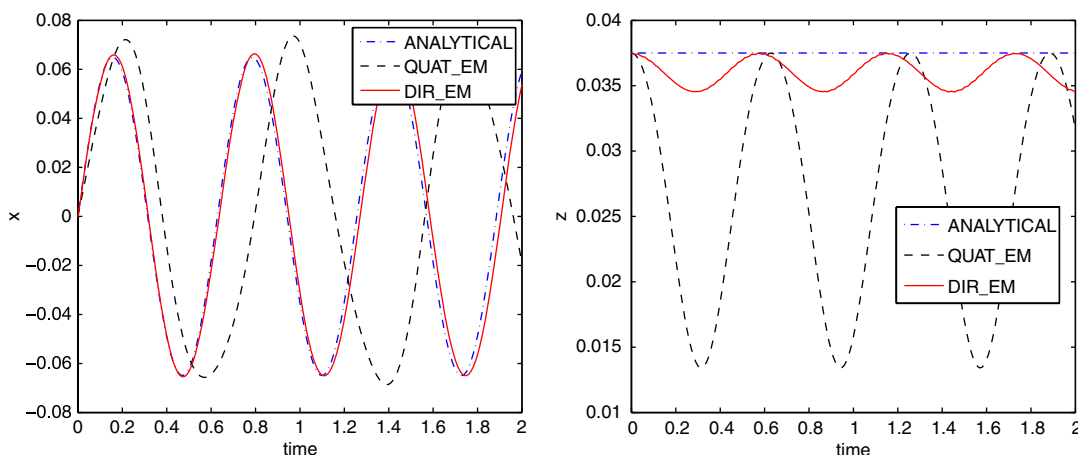 0.08
0.06
0.04
0.02
0
−0.02
−0.04
−0.06
−0.08
x
0 0.2 0.4 0.6 0.8 1 1.2 1.4 1.6 1.8 2
time
ANALYTICAL
QUAT_EM
DIR_EM
0.04
0.035
0.03
0.025
0.02
0.015
0.01
z
0 0.2 0.4 0.6 0.8 1 1.2 1.4 1.6 1.8 2
time
ANALYTICAL
QUAT_EM
DIR_EM